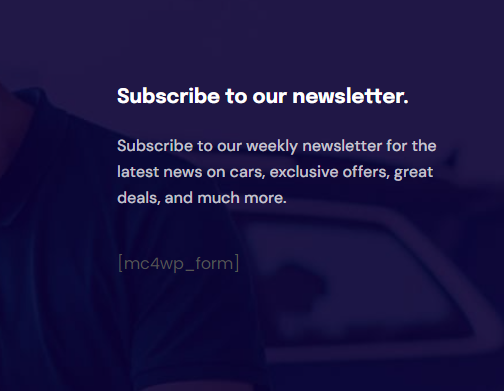 Subscribe to our newsletter.
Subscribe to our weekly newsletter for the
latest news on cars, exclusive offers, great
deals, and much more.
[mc4wp_form]